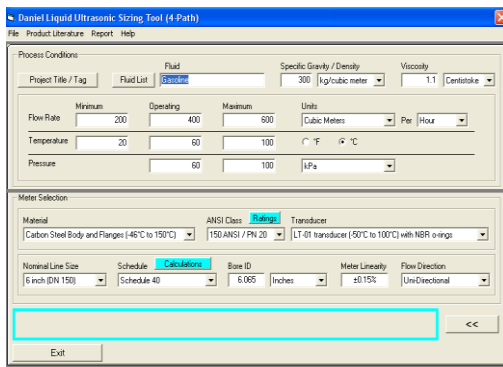 Daniel Liquid Ultrasonic Sizing Tool (4-Path)
File Product Literature Report Help
Process Conditions
Fluid Specific Gravity / Density Viscosity
Project Title / Tag Fluid List Gasoline 300 kg/cubic meter 1.1 Centistoke
Minimum Operating Maximum Units
Flow Rate 200 400 600 Cubic Meters Per Hour
Temperature 20 60 100 °F °C
Pressure 60 100 kPa
Meter Selection
Material ANSI Class Ratings Transducer
Carbon Steel Body and Flanges (-46°C to 150°C) 150 ANSI / PN 20 LT-01 transducer (-50°C to 100°C) with NBR o-rings
Nominal Line Size Schedule Calculations Bore ID Meter Linearity Flow Direction
6 inch (DN 150) Schedule 40 6.065 Inches ±0.15% Uni-Directional
<<
Exit